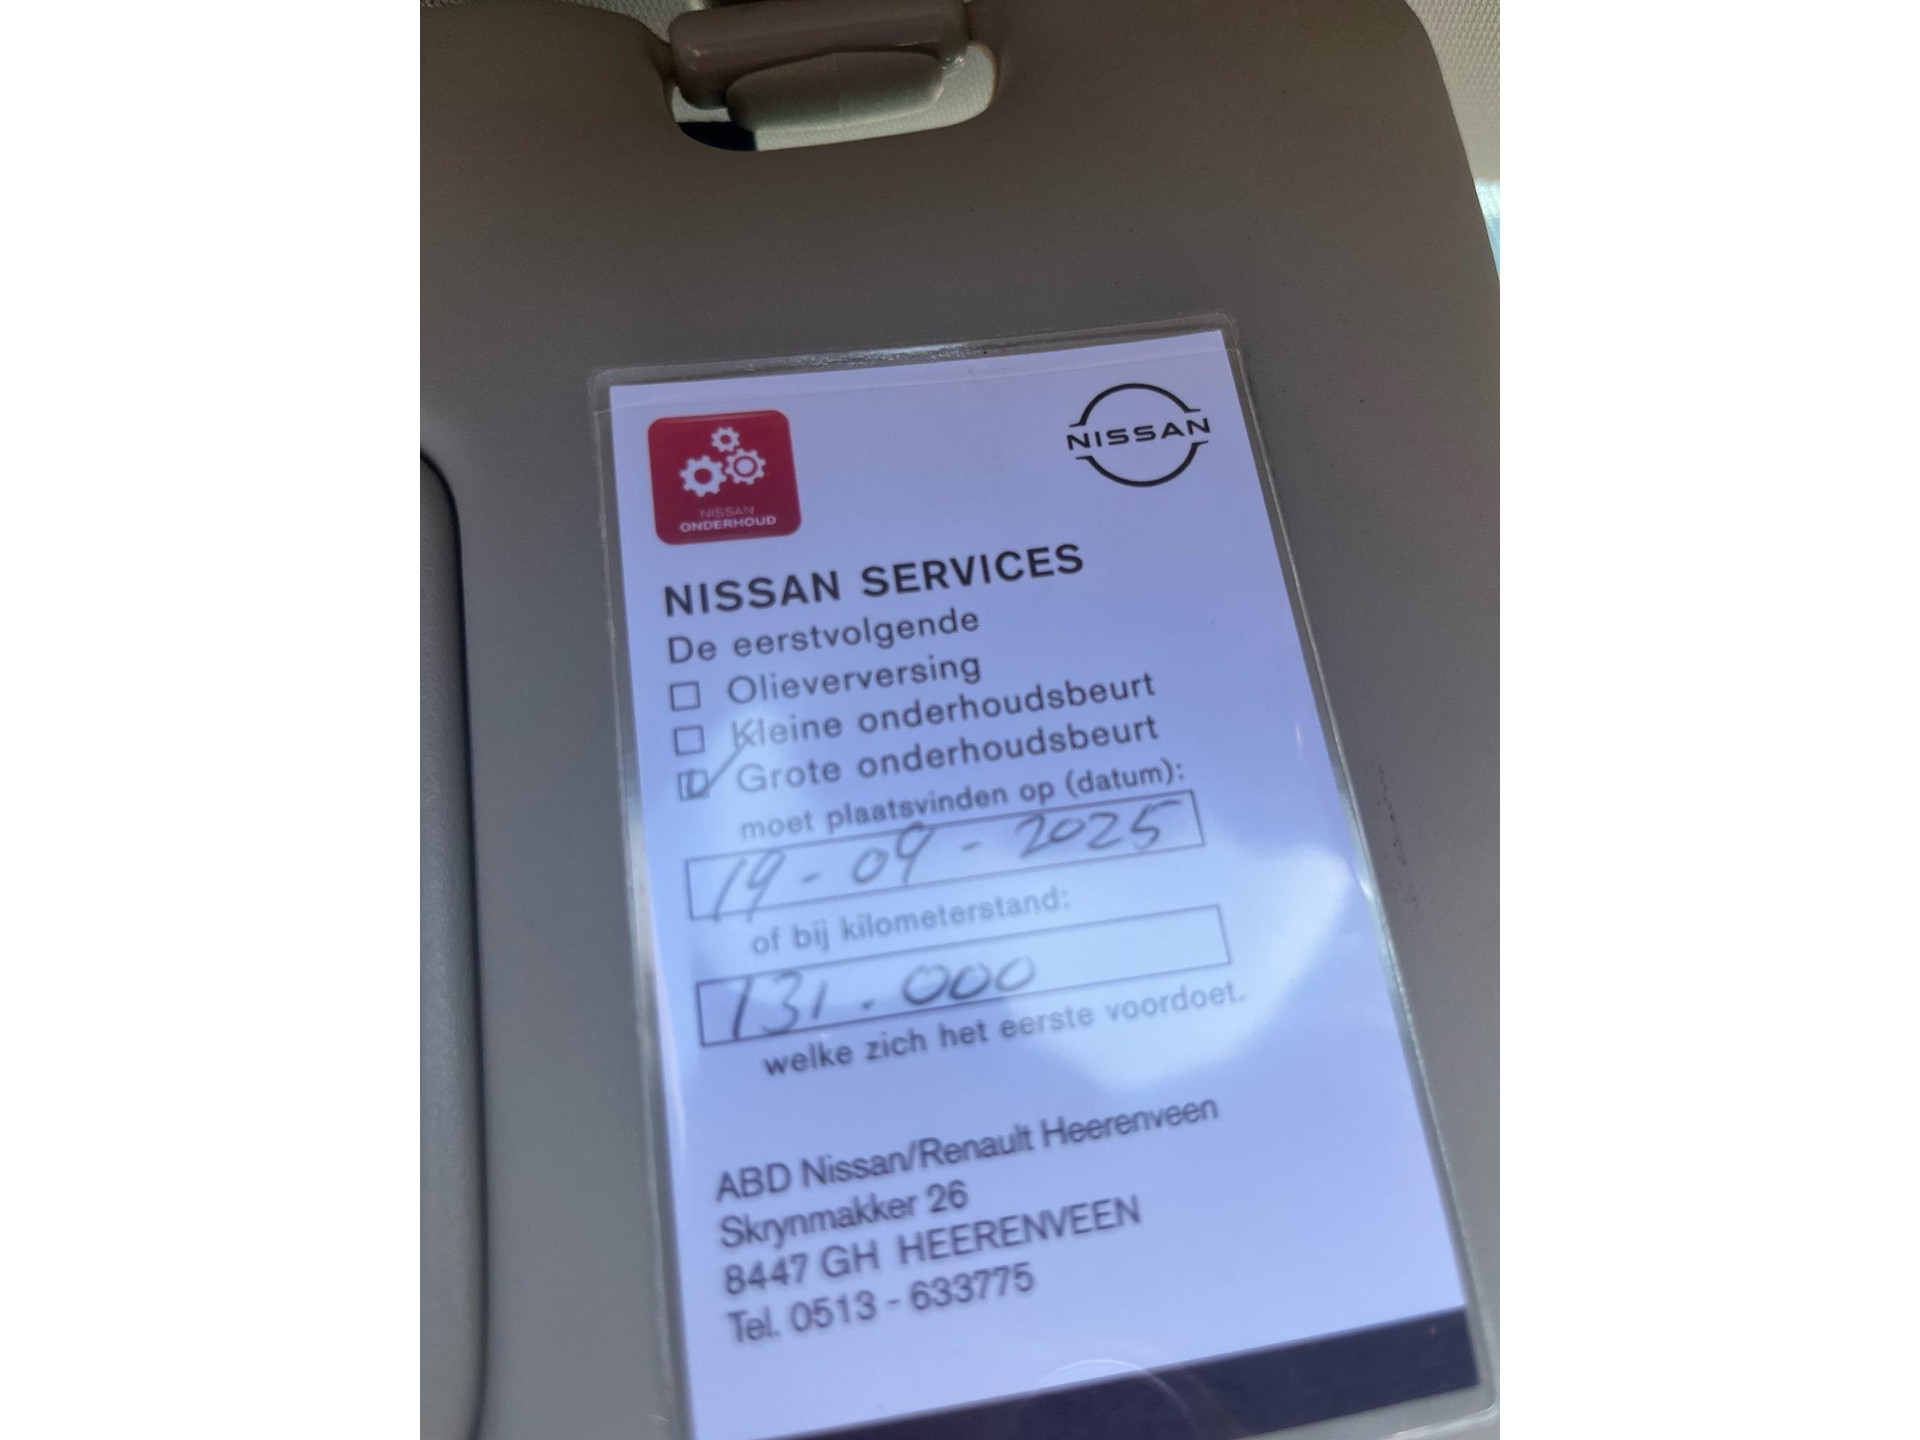 NISSAN
ONDERHOUD
NISSAN
NISSAN SERVICES
De eerstvolgende
Olieverversing
Kleine onderhoudsbeurt
Grote onderhoudsbeurt
moet plaatsvinden op (datum):
19-09-2025
of bij kilometerstand:
131.000
welke zich het eerste voordoet.
ABD Nissan/Renault Heerenveen
Skrynmakker 26
8447 GH HEERENVEEN
Tel. 0513 - 633775